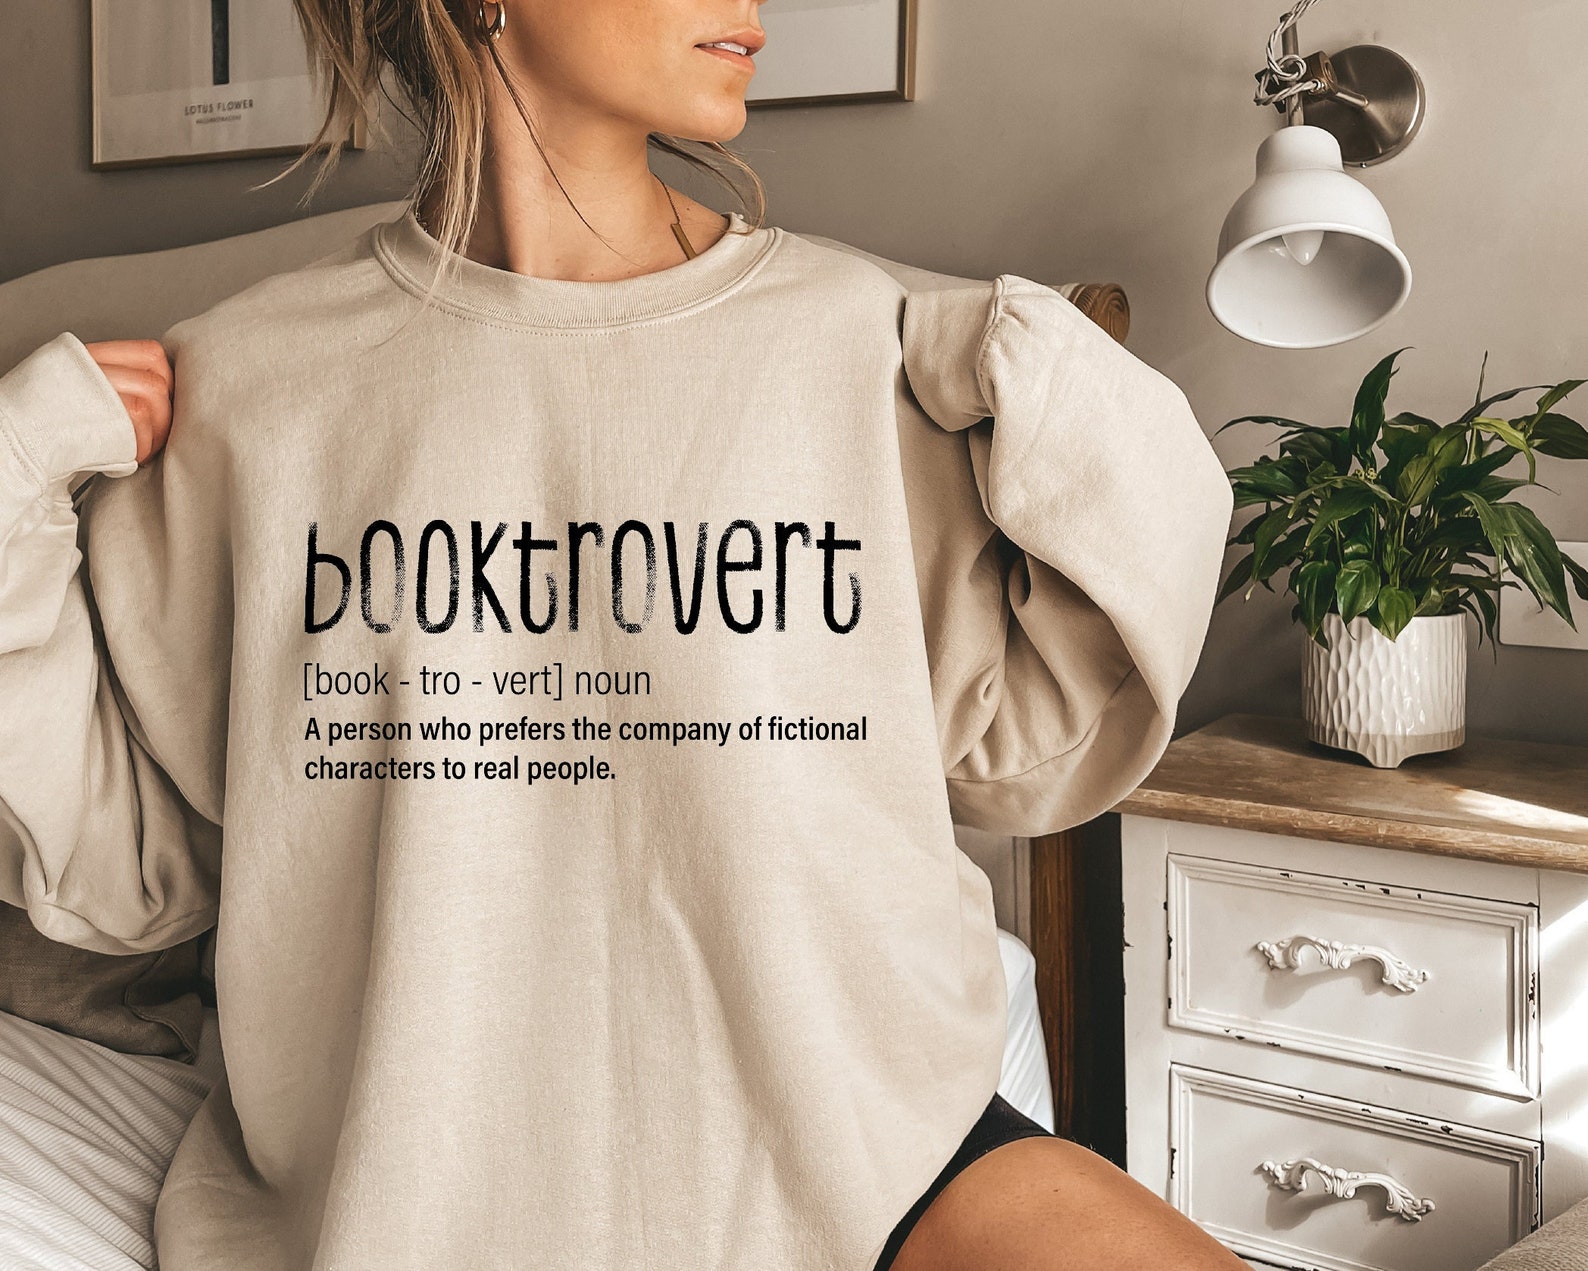 LOTUS FLOWER
booktrovert
[book - tro - vert] noun
A person who prefers the company of fictional
characters to real people.